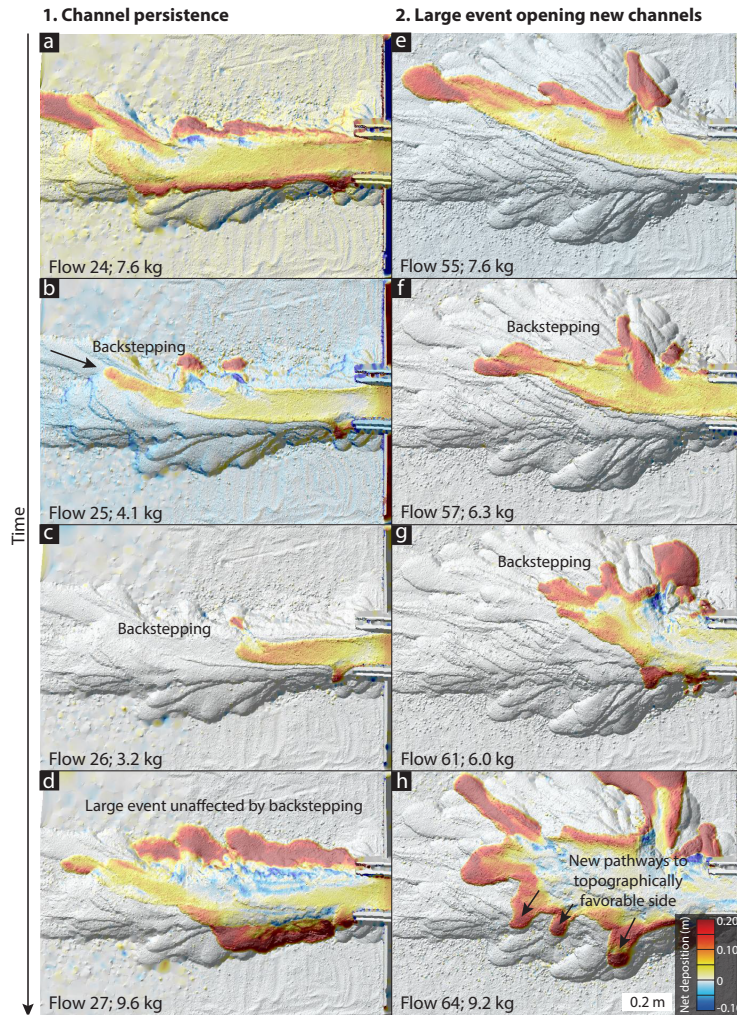 1. Channel persistence
2. Large event opening new channels
Time
a
Flow 24; 7.6 kg
b
Backstepping
Flow 25; 4.1 kg
c
Backstepping
Flow 26; 3.2 kg
d
Large event unaffected by backstepping
Flow 27; 9.6 kg
e
Flow 55; 7.6 kg
f
Backstepping
Flow 57; 6.3 kg
g
Backstepping
Flow 61; 6.0 kg
h
New pathways to
topographically
favorable side
Flow 64; 9.2 kg
0.2 m
Net deposition (m)
0.20
0.10
0
-0.10